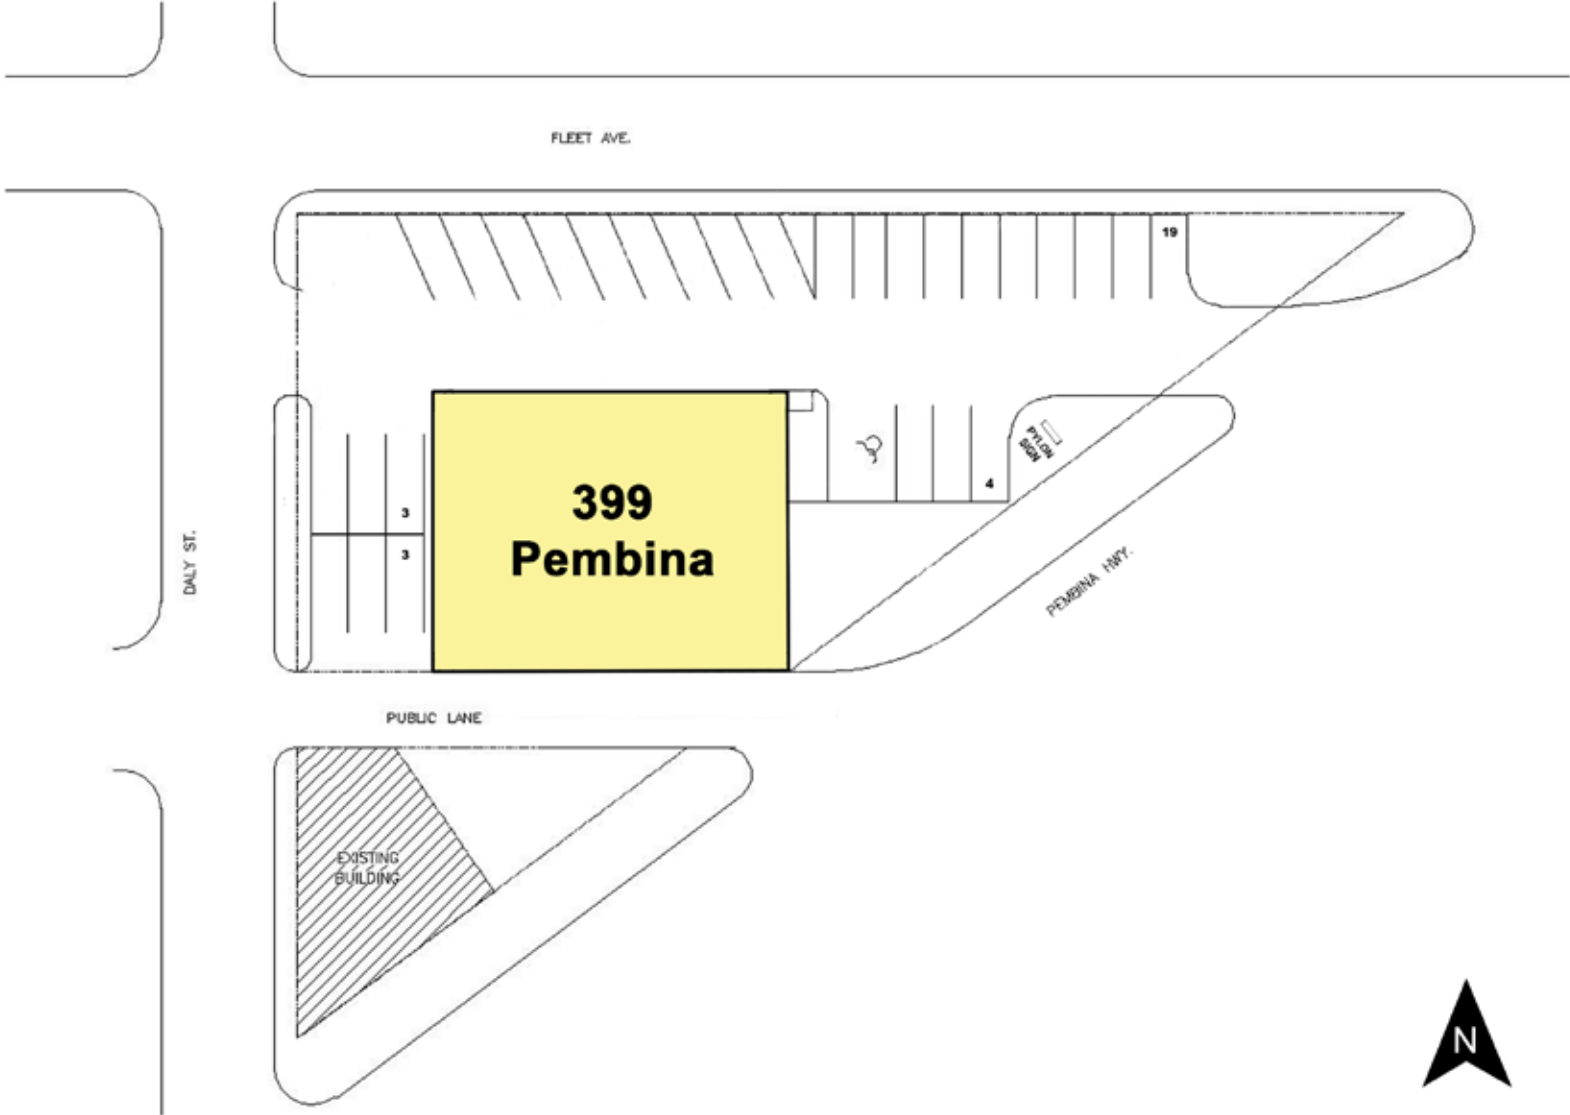 FLEET AVE.
19
PYLON
SIGN
4
3
3
399
Pembina
DALY ST.
PEMBINA HWY.
PUBLIC LANE
EXISTING
BUILDING
N